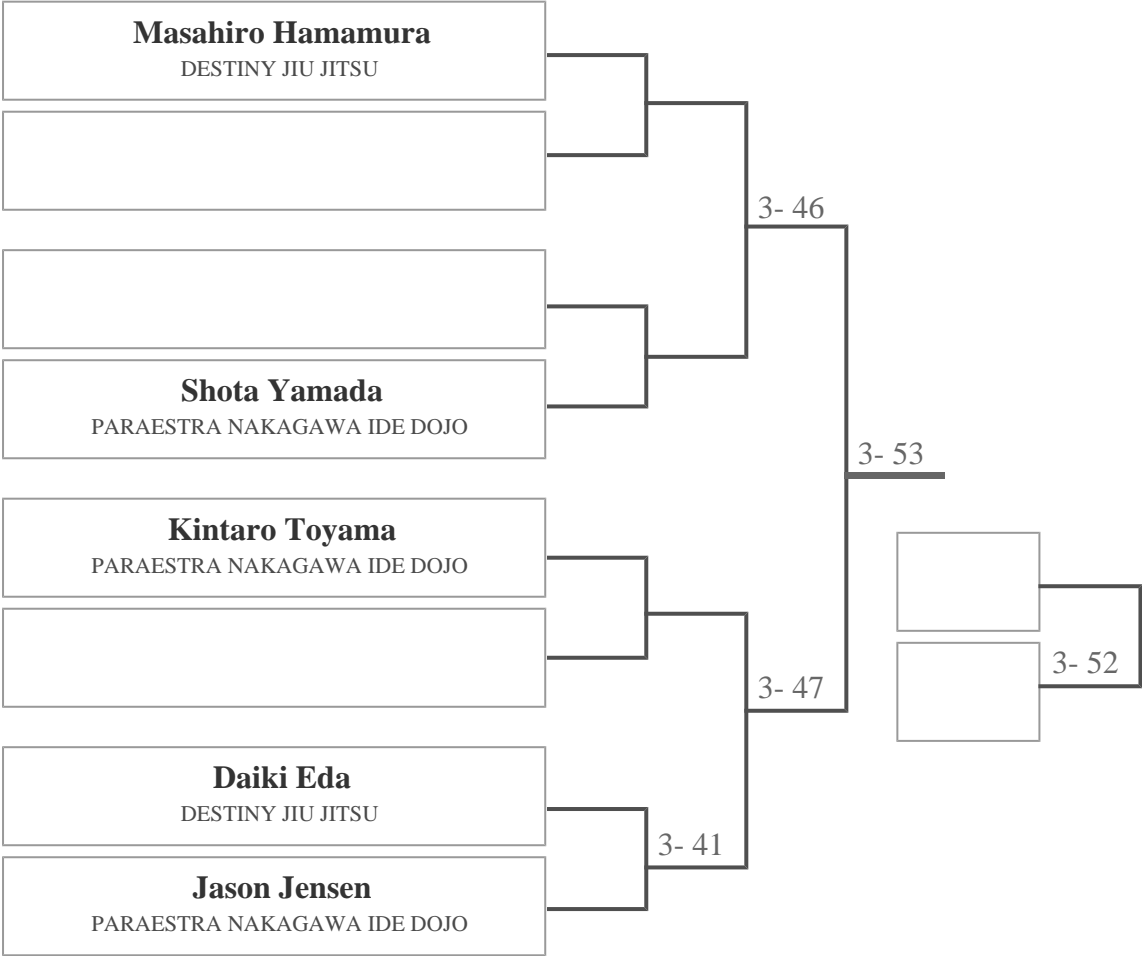 Masahiro Hamamura
DESTINY JIU JITSU
3- 46
Shota Yamada
PARAESTRA NAKAGAWA IDE DOJO
3- 53
Kintaro Toyama
PARAESTRA NAKAGAWA IDE DOJO
3- 52
3- 47
Daiki Eda
DESTINY JIU JITSU
3- 41
Jason Jensen
PARAESTRA NAKAGAWA IDE DOJO